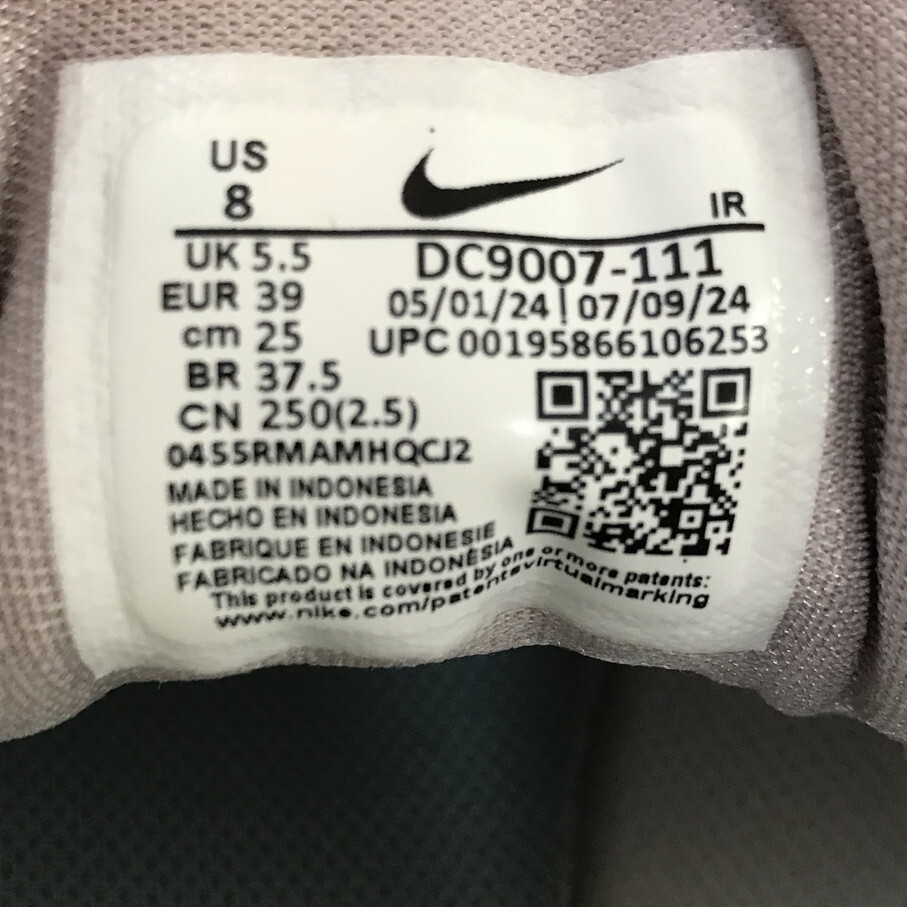 US
8
IR
UK 5.5
EUR 39
cm 25
BR 37.5
CN 250(2.5)
DC9007-111
05/01/24 | 07/09/24
UPC 00195866106253
0455RMAMHQCJ2
MADE IN INDONESIA
HECHO EN INDONESIA
FABRIQUE EN INDONESIE
FABRICADO NA INDONÈSIA
This product is covered by one or more patents:
www.nike.com/patentsvirtualmarking